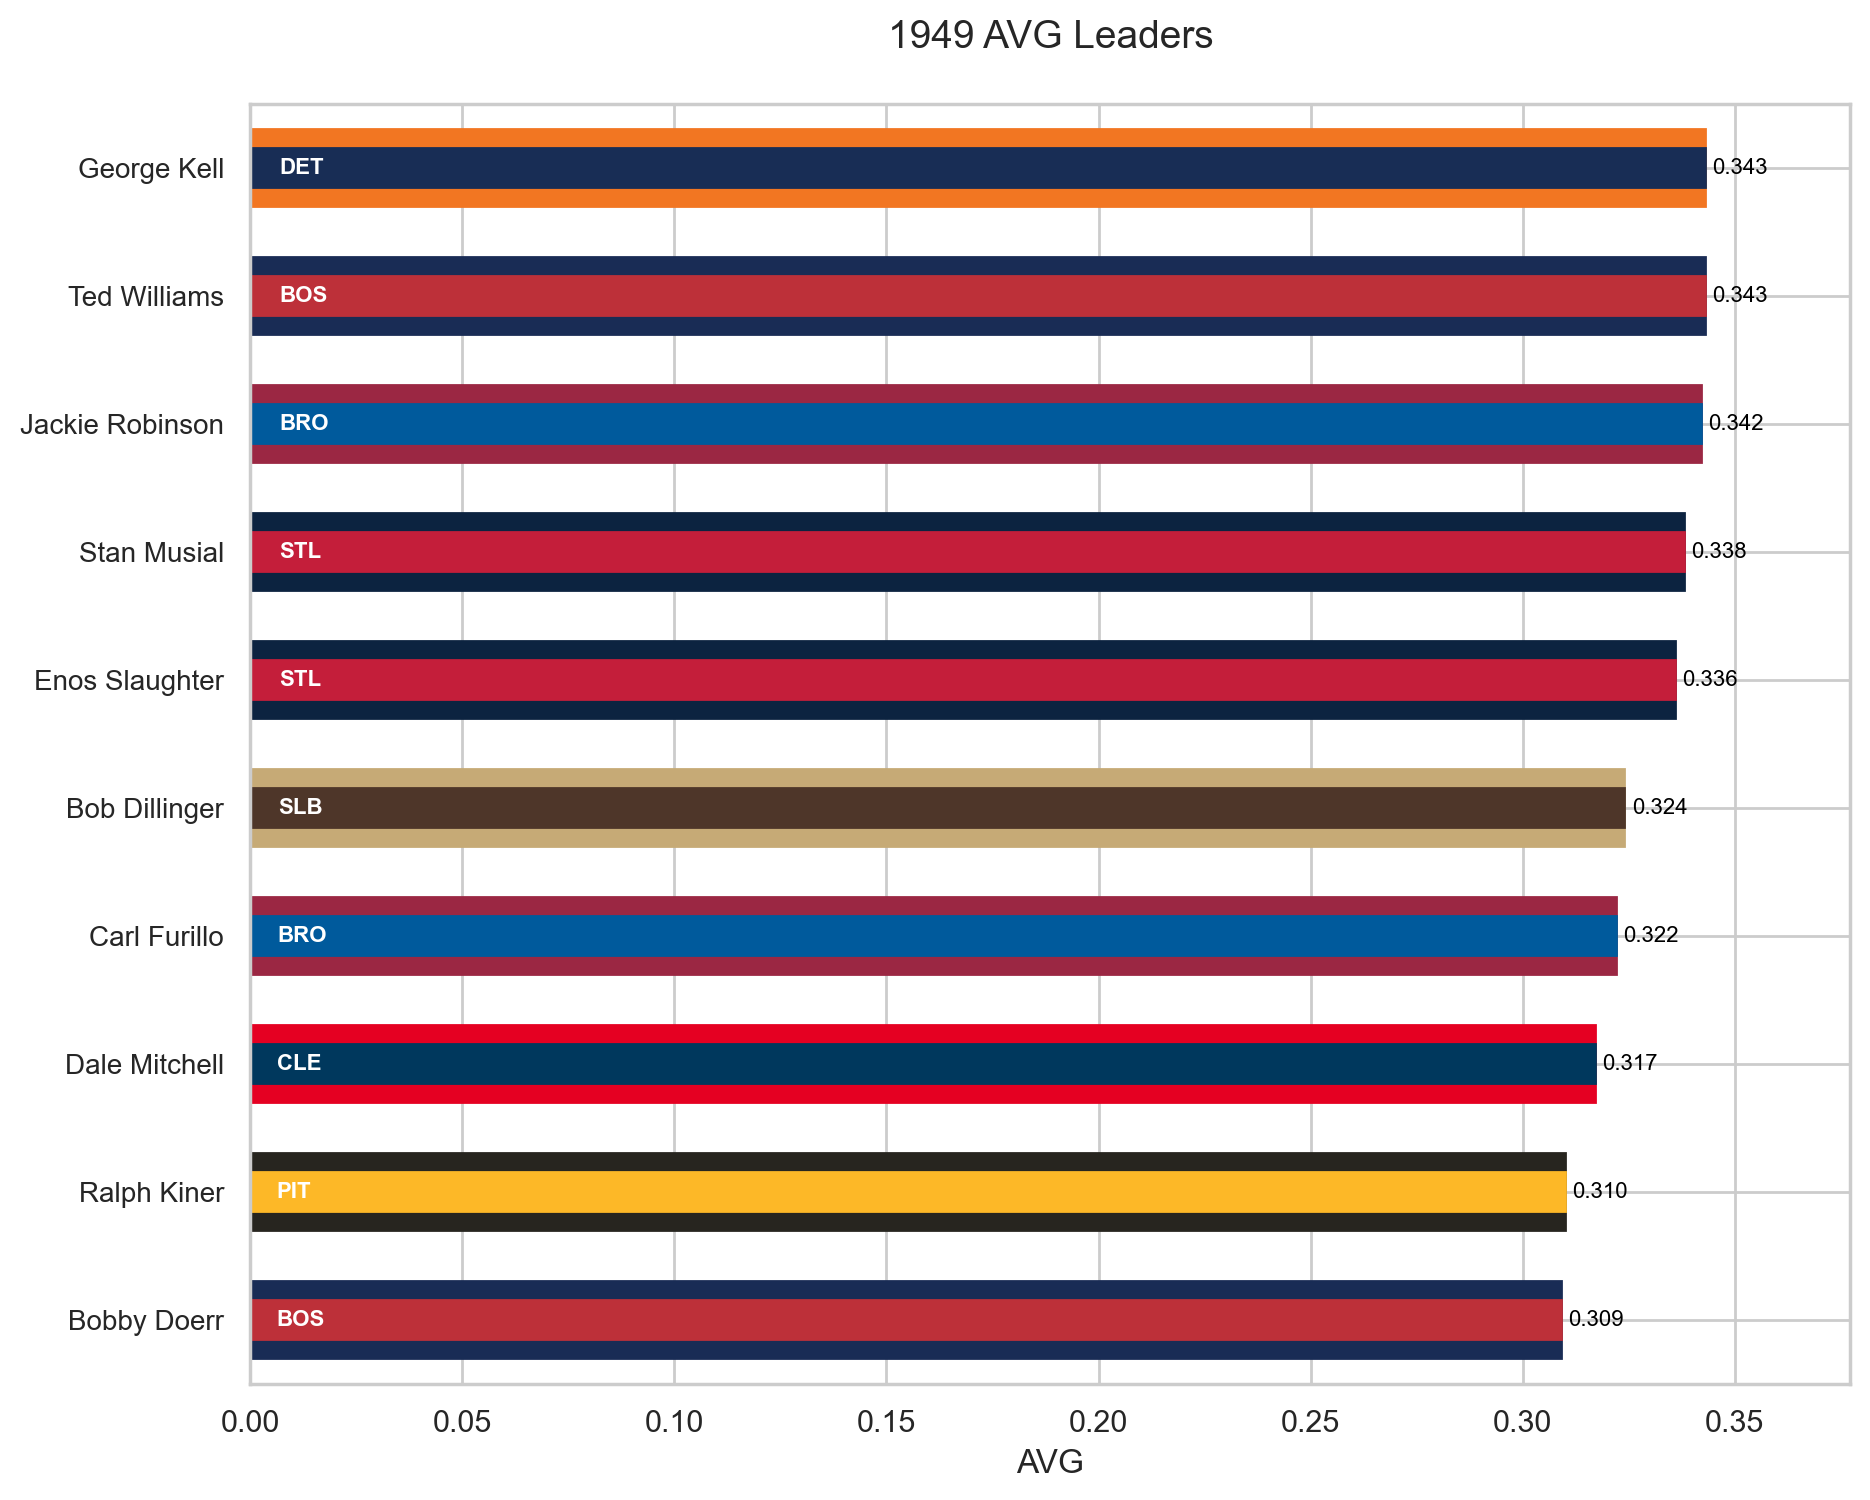 1949 AVG Leaders
George Kell DET 0.343
Ted Williams BOS 0.343
Jackie Robinson BRO 0.342
Stan Musial STL 0.338
Enos Slaughter STL 0.336
Bob Dillinger SLB 0.324
Carl Furillo BRO 0.322
Dale Mitchell CLE 0.317
Ralph Kiner PIT 0.310
Bobby Doerr BOS 0.309
0.00 0.05 0.10 0.15 0.20 0.25 0.30 0.35
AVG